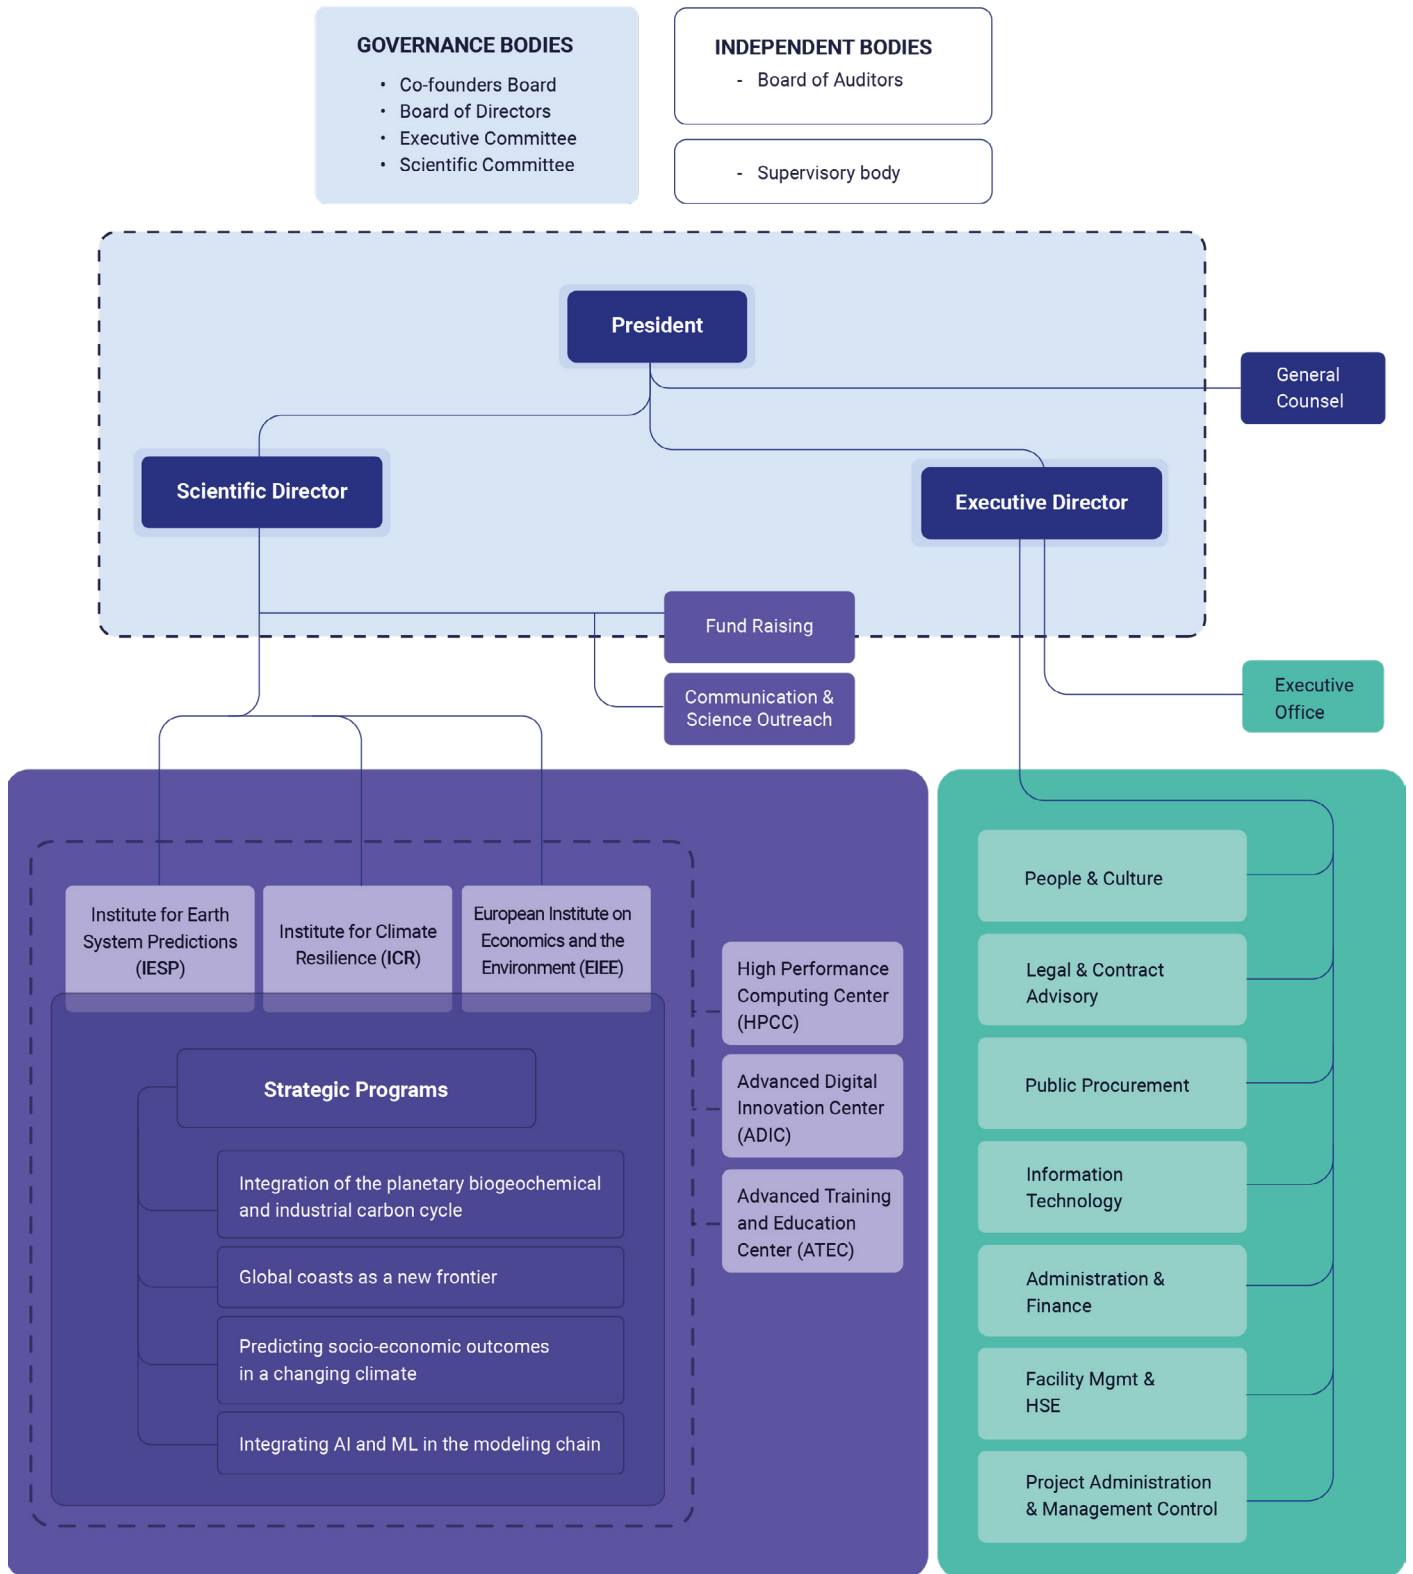 GOVERNANCE BODIES
• Co-founders Board
• Board of Directors
• Executive Committee
• Scientific Committee
INDEPENDENT BODIES
- Board of Auditors
- Supervisory body
President
General
Counsel
Scientific Director
Executive Director
Fund Raising
Communication &
Science Outreach
Executive
Office
Institute for Earth
System Predictions
(IESP)
Institute for Climate
Resilience (ICR)
European Institute on
Economics and the
Environment (EIEE)
High Performance
Computing Center
(HPCC)
Advanced Digital
Innovation Center
(ADIC)
Advanced Training
and Education
Center (ATEC)
Strategic Programs
Integration of the planetary biogeochemical
and industrial carbon cycle
Global coasts as a new frontier
Predicting socio-economic outcomes
in a changing climate
Integrating AI and ML in the modeling chain
People & Culture
Legal & Contract
Advisory
Public Procurement
Information
Technology
Administration &
Finance
Facility Mgmt &
HSE
Project Administration
& Management Control